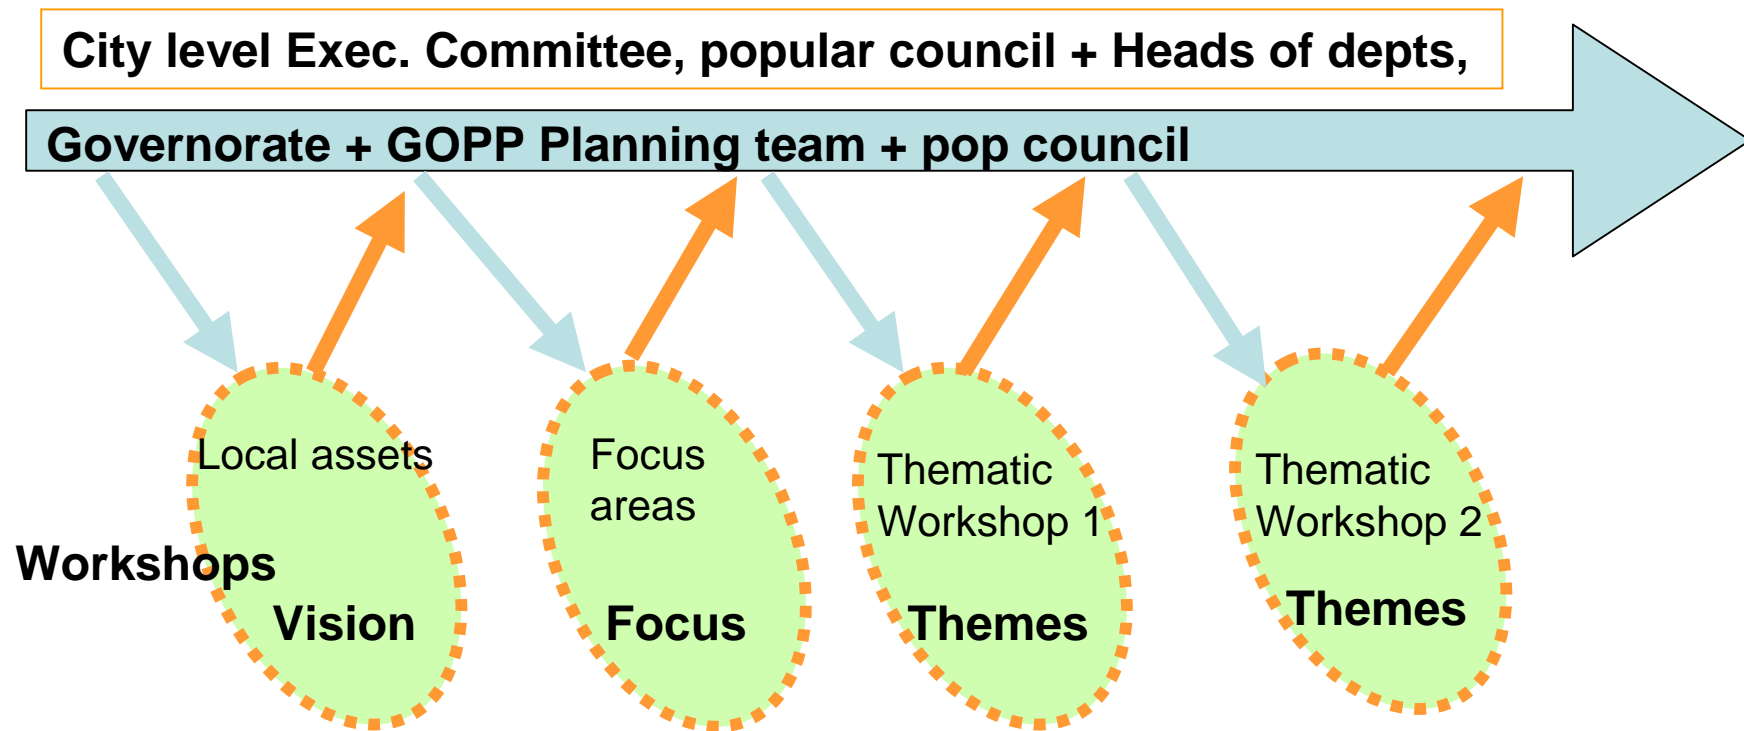 City level Exec. Committee, popular council + Heads of depts,
Governorate + GOPP Planning team + pop council
Local assets
Focus
areas
Thematic
Workshop 1
Thematic
Workshop 2
Workshops
Vision
Focus
Themes
Themes